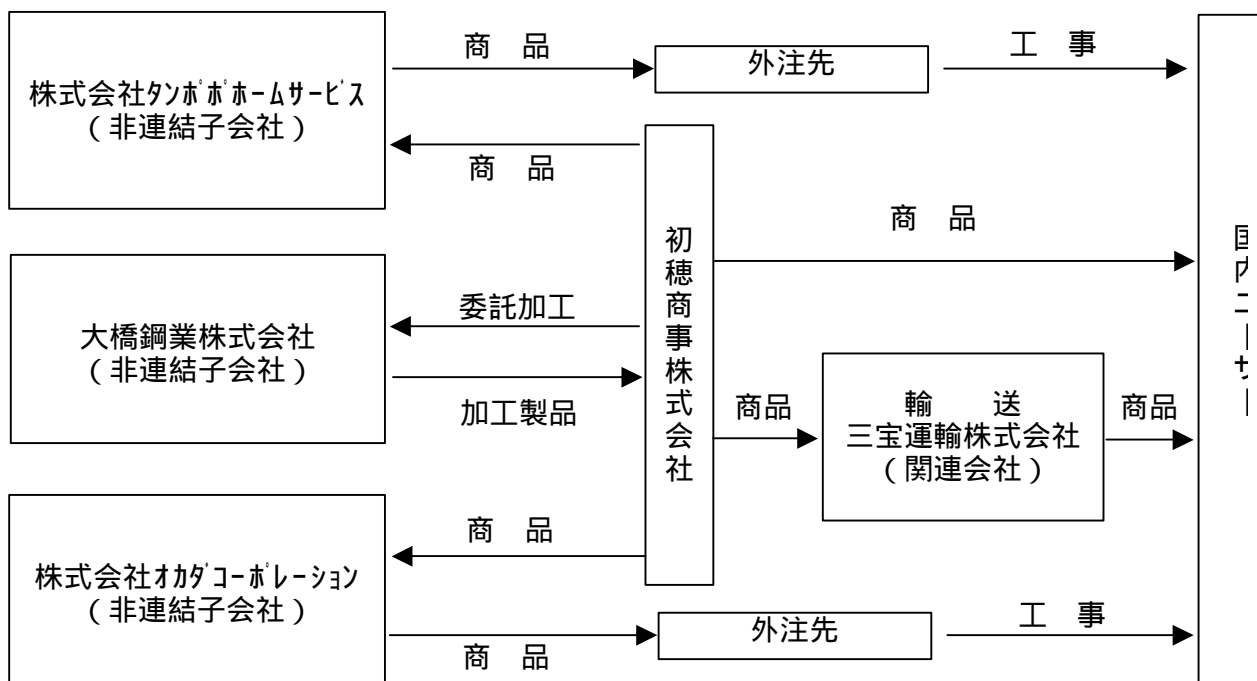 商 品
外注先
工 事
株式会社ﾀﾝﾎﾟﾎﾟﾎｰﾑｻｰﾋﾞｽ
(非連結子会社)
商 品
初穂商事株式会社
商 品
大橋鋼業株式会社
(非連結子会社)
委託加工
加工製品
商品
輸 送
三宝運輸株式会社
(関連会社)
商品
国内ユーザー
株式会社ｵｶﾀﾞｺｰﾎﾟﾚｰｼｮﾝ
(非連結子会社)
商 品
商 品
外注先
工 事